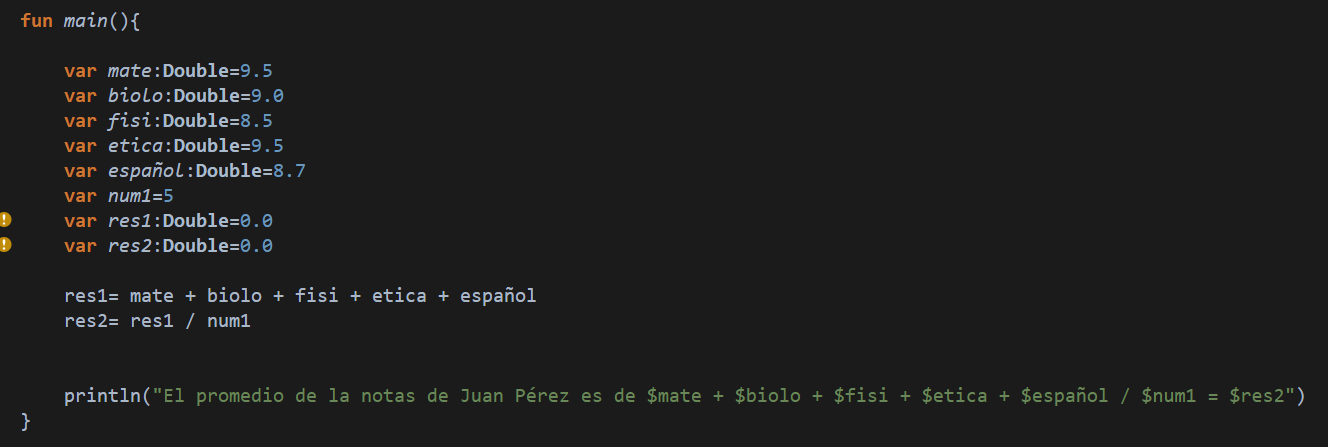 fun main(){
var mate:Double=9.5
var biolo:Double=9.0
var fisi:Double=8.5
var etica:Double=9.5
var español:Double=8.7
var num1=5
var res1:Double=0.0
var res2:Double=0.0
res1= mate + biolo + fisi + etica + español
res2= res1 / num1
println("El promedio de la notas de Juan Pérez es de $mate + $biolo + $fisi + $etica + $español / $num1 = $res2")
}